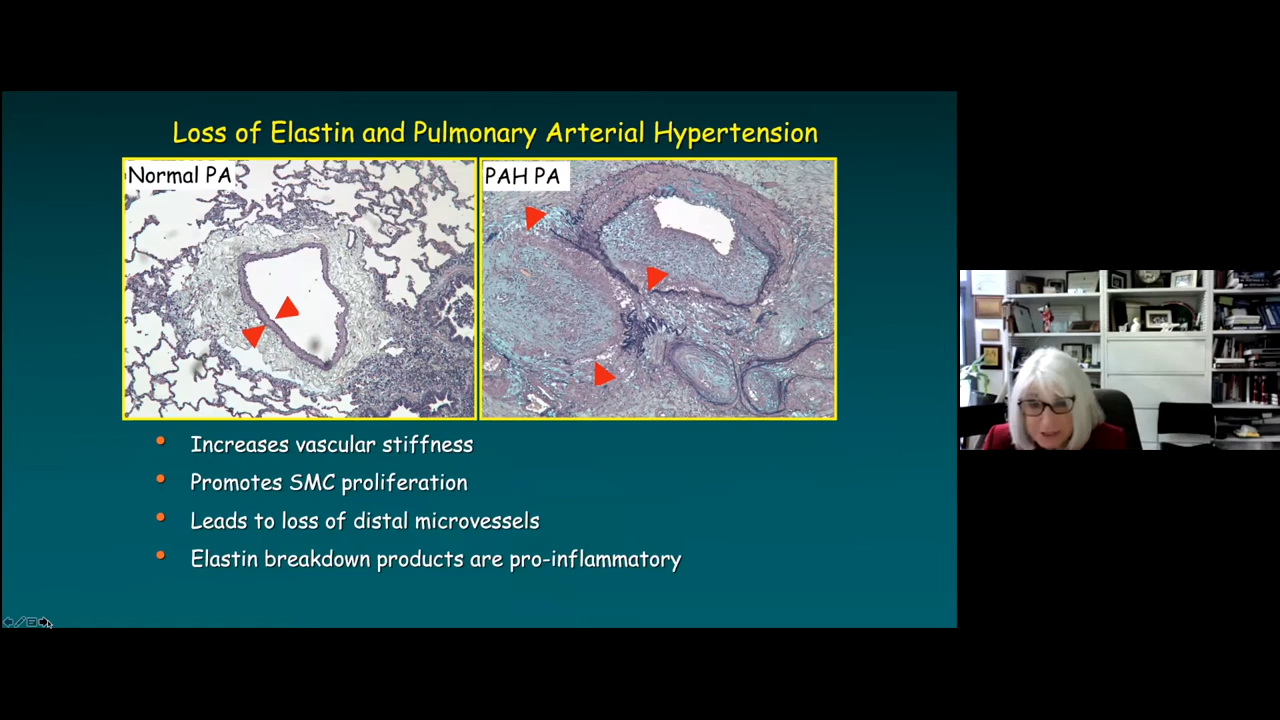 Loss of Elastin and Pulmonary Arterial Hypertension
Normal PA
PAH PA
Increases vascular stiffness
Promotes SMC proliferation
Leads to loss of distal microvessels
Elastin breakdown products are pro-inflammatory